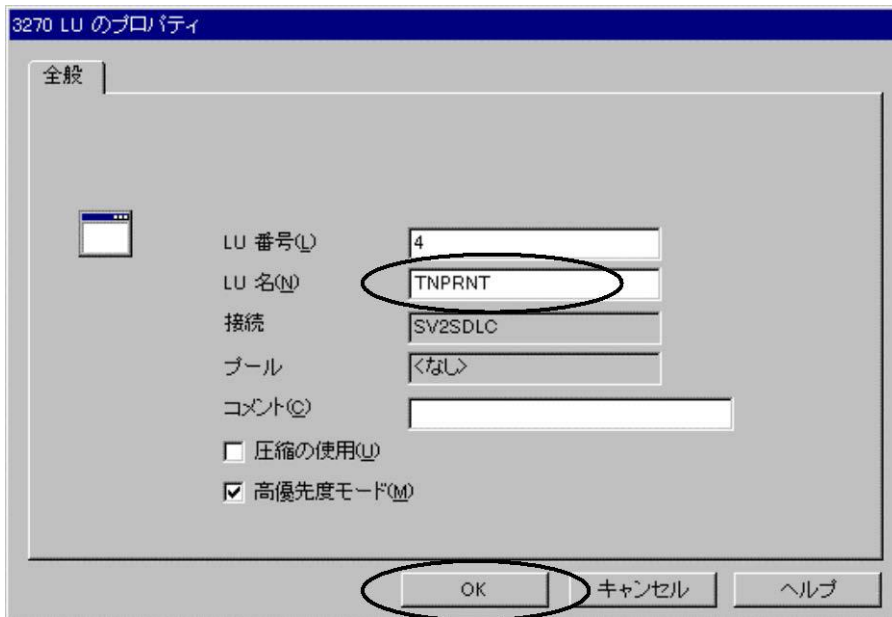 3270 LU のプロパティ
全般
LU 番号(L) 4
LU 名(N) TNPRNT
接続 SV2SDLC
プール <なし>
コメント(C)
圧縮の使用(U)
高優先度モード(M)
OK キャンセル ヘルプ